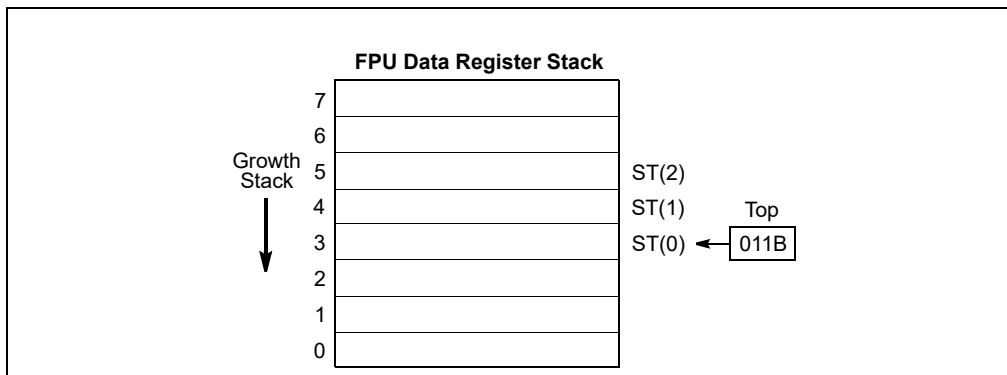 FPU Data Register Stack
7
6
Growth
Stack
5
ST(2)
4
ST(1)
Top
3
ST(0)
011B
2
1
0